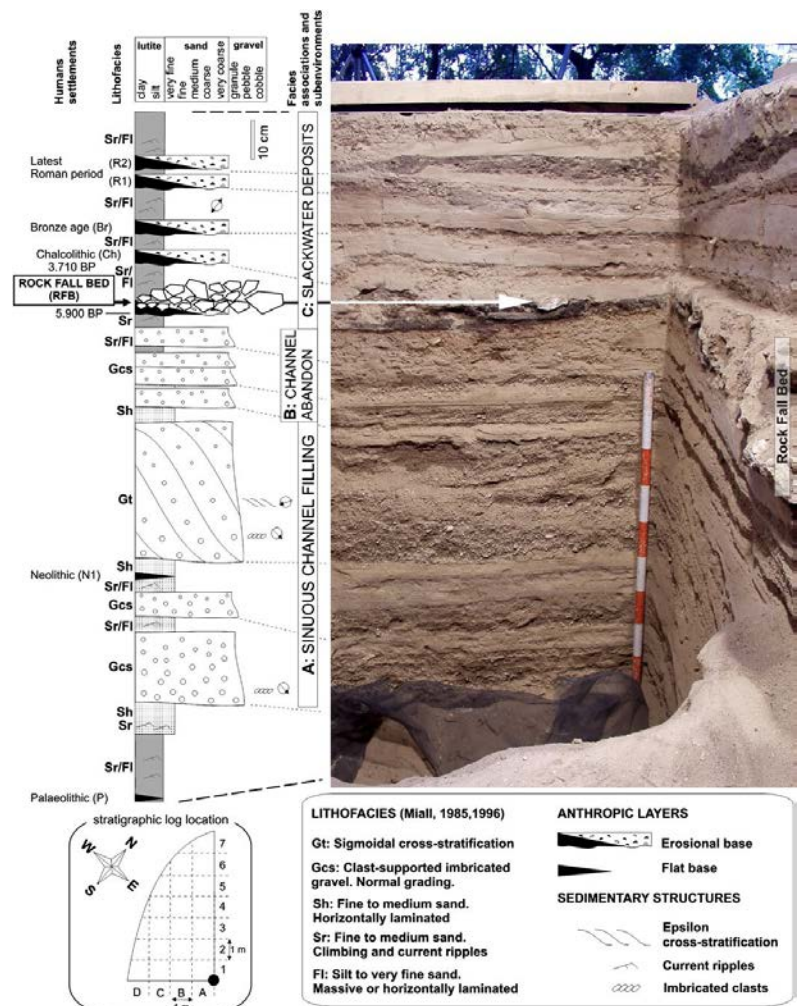 Humans
settlements
Lithofacies
lutite
sand
gravel
clay
silt
very fine
fine
medium
coarse
very coarse
granule
pebble
cobble
Facies
associations and
subenvironments
10 cm
Sr/Fl
Latest
Roman period
(R2)
(R1)
Sr/Fl
Bronze age (Br)
Sr/Fl
Chalcolithic (Ch)
3.710 BP
Sr/
Fl
ROCK FALL BED
(RFB)
5.900 BP
Sr
Sr/Fl
Gcs
Sh
Gt
Sh
Neolithic (N1)
Sr/Fl
Gcs
Sr/Fl
Gcs
Sh
Sr
Sr/Fl
Palaeolithic (P)
C: SLACKWATER DEPOSITS
B: CHANNEL
ABANDON
A: SINUOUS CHANNEL FILLING
Rock Fall Bed
stratigraphic log location
W
N
S
E
7
6
5
4
3
2
1
1 m
D
C
B
A
LITHOFACIES (Miall, 1985,1996)
Gt: Sigmoidal cross-stratification
Gcs: Clast-supported imbricated
gravel. Normal grading.
Sh: Fine to medium sand.
Horizontally laminated
Sr: Fine to medium sand.
Climbing and current ripples
Fl: Silt to very fine sand.
Massive or horizontally laminated
ANTHROPIC LAYERS
Erosional base
Flat base
SEDIMENTARY STRUCTURES
Epsilon
cross-stratification
Current ripples
Imbricated clasts